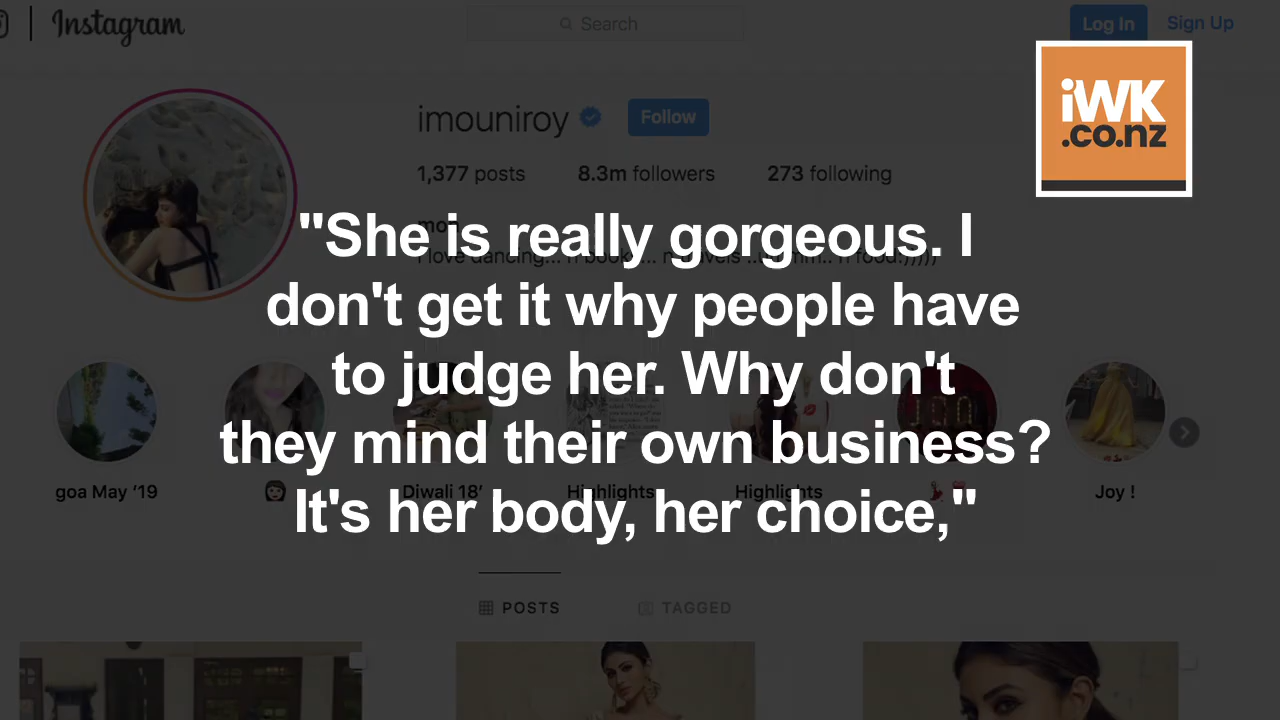 Instagram
Search
Log In
Sign Up
iWK
.co.nz
imouniroy
Follow
1,377 posts
8.3m followers
273 following
"She is really gorgeous. I
don't get it why people have
to judge her. Why don't
they mind their own business?
It's her body, her choice,"
goa May ‘19
Diwali 18’
Highlights
Highlights
Joy !
POSTS
TAGGED